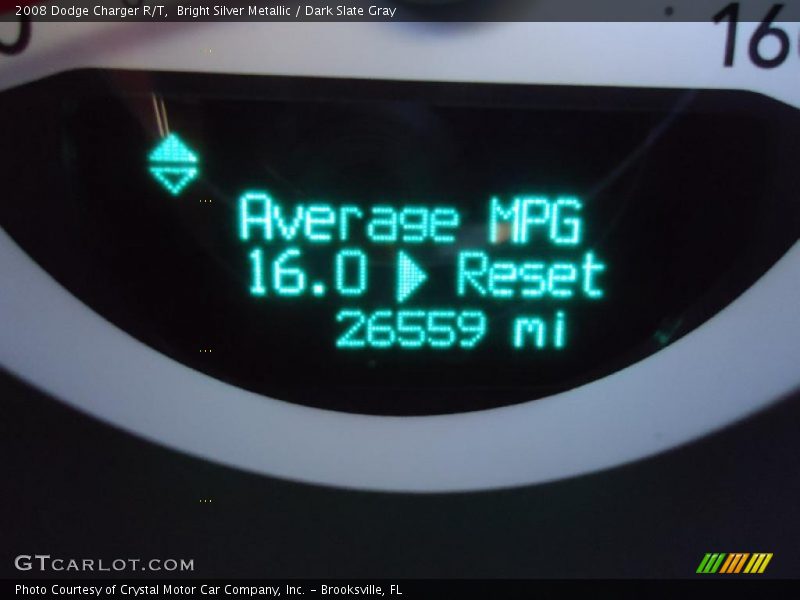 2008 Dodge Charger R/T,  Bright Silver Metallic / Dark Slate Gray
Average MPG
16.0 ▶ Reset
26559 mi
GTCARLOT.COM
Photo Courtesy of Crystal Motor Car Company, Inc. - Brooksville, FL